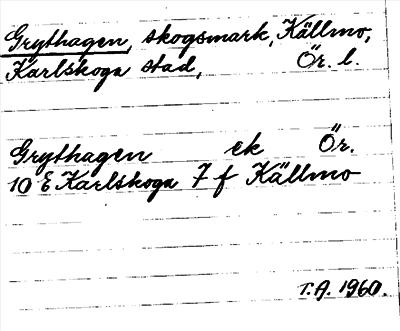 Grythagen, skogsmark, Källmo,
Karlskoga stad, Ör. l.
Grythagen ek Ör.
10 E Karlskoga 7 f Källmo
T.A. 1960.